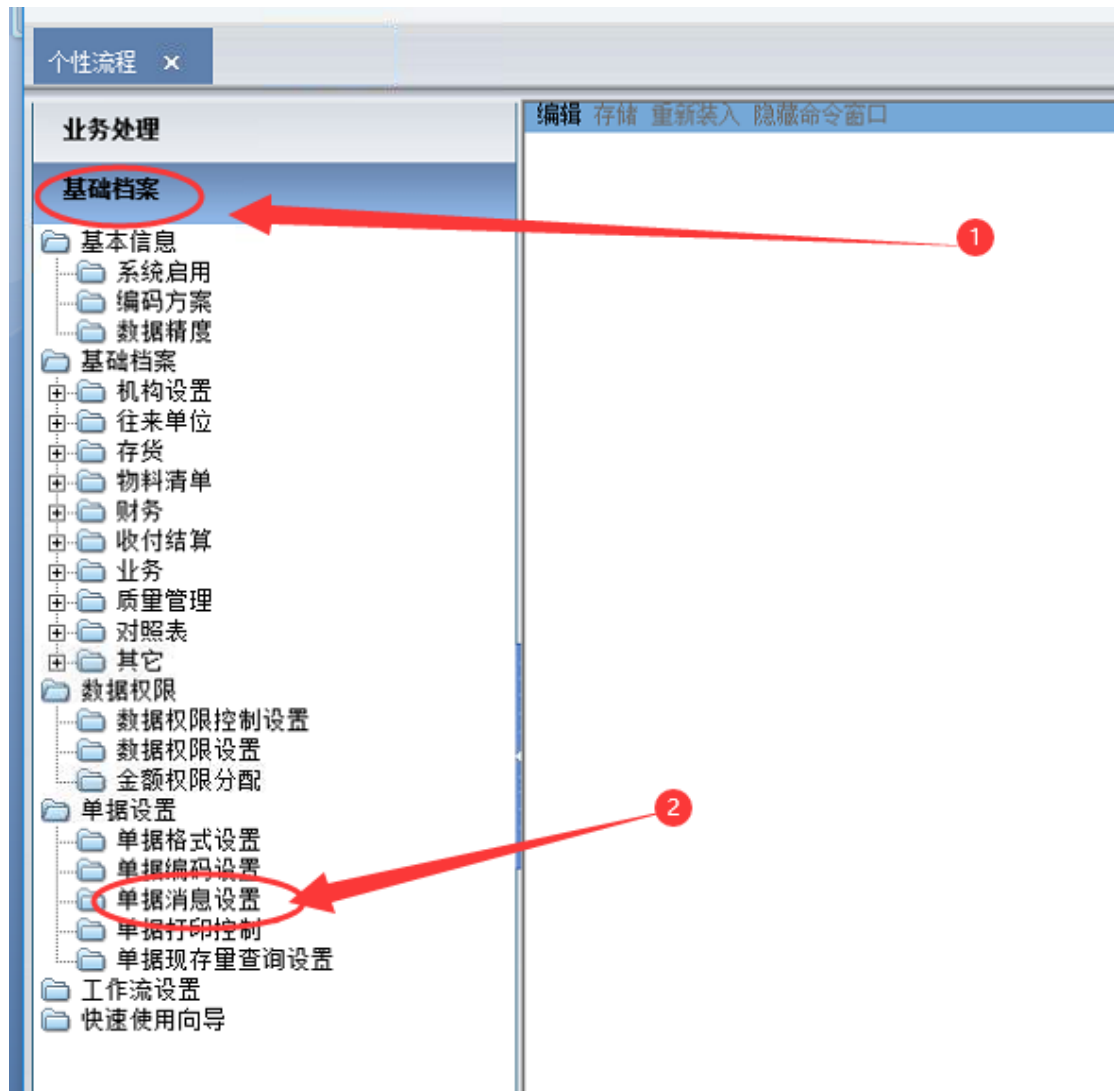 个性流程 ×
业务处理
编辑 存储 重新装入 隐藏命令窗口
基础档案
1
基本信息
系统启用
编码方案
数据精度
基础档案
机构设置
往来单位
存货
物料清单
财务
收付结算
业务
质量管理
对照表
其它
数据权限
数据权限控制设置
数据权限设置
金额权限分配
单据设置
2
单据格式设置
单据编码设置
单据消息设置
单据打印控制
单据现存量查询设置
工作流设置
快速使用向导